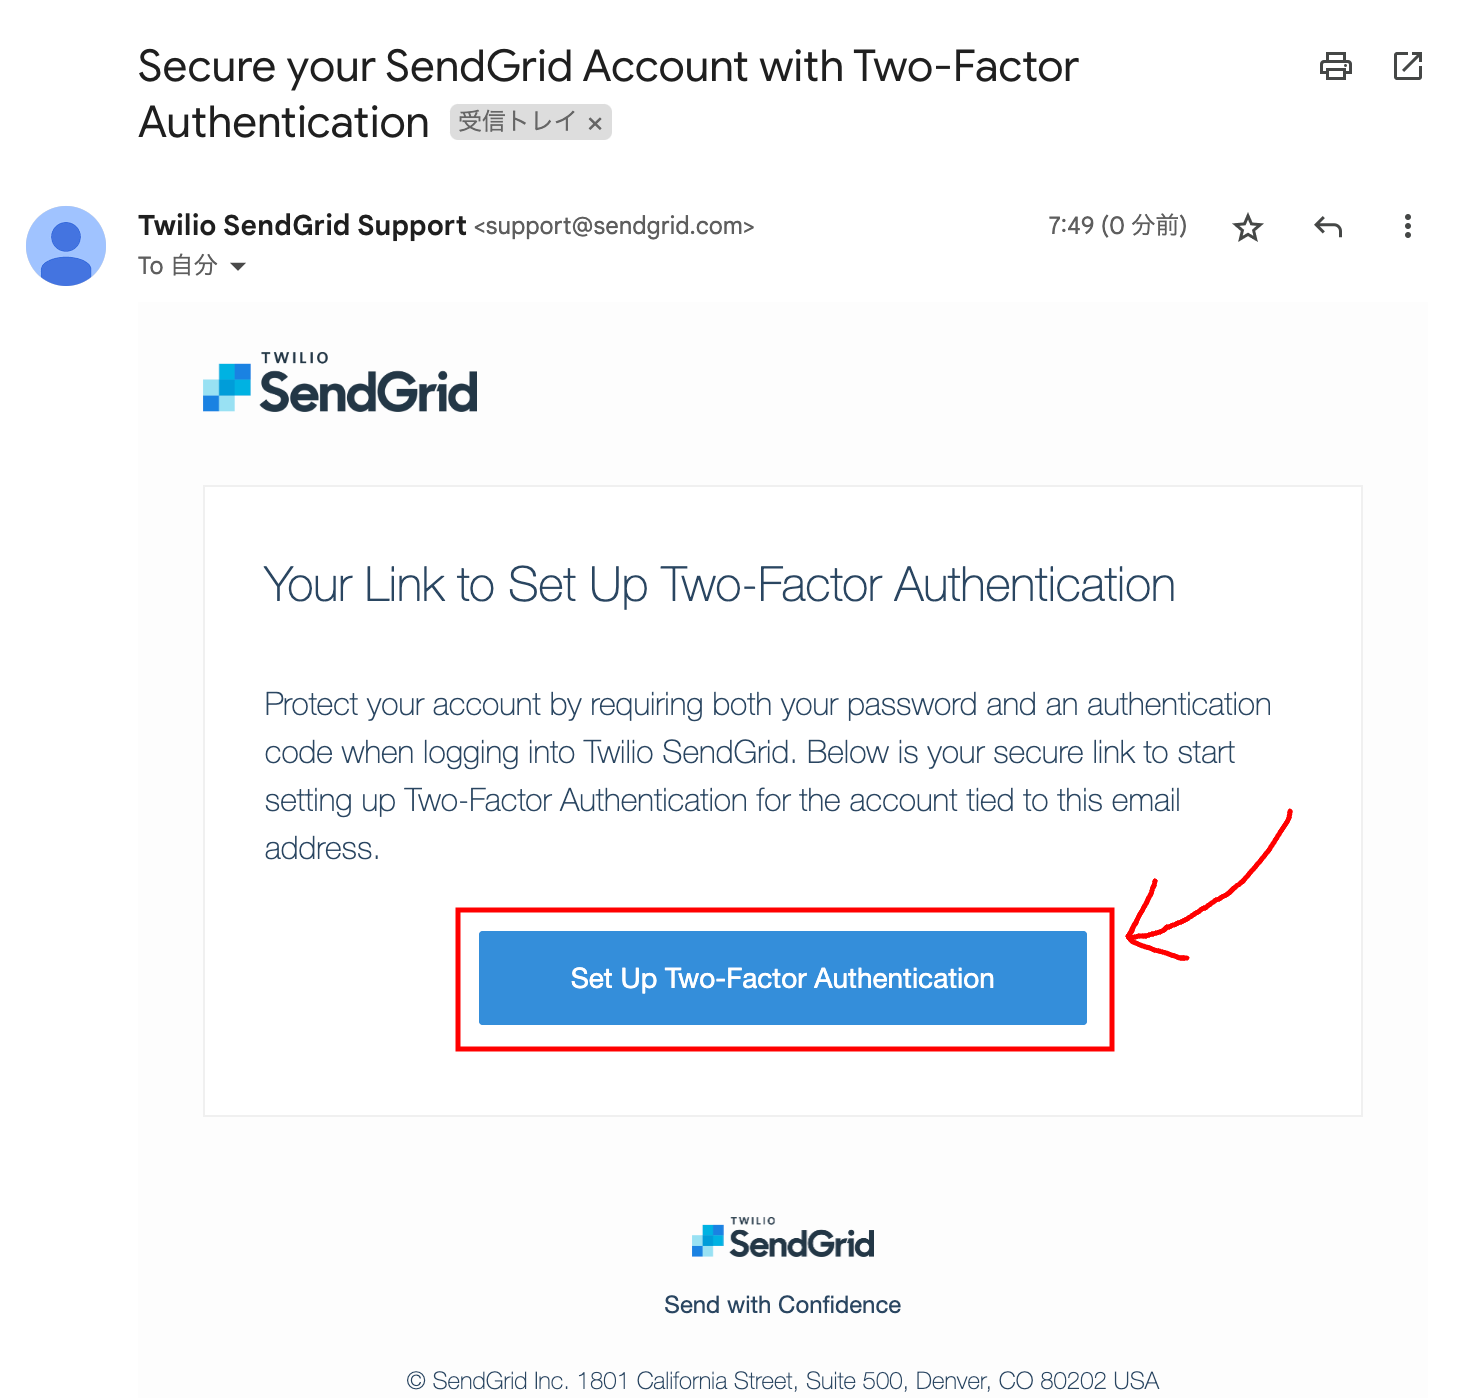 Secure your SendGrid Account with Two-Factor
Authentication 受信トレイ ×
Twilio SendGrid Support <support@sendgrid.com> 7:49 (0 分前)
To 自分
TWILIO
SendGrid
Your Link to Set Up Two-Factor Authentication
Protect your account by requiring both your password and an authentication
code when logging into Twilio SendGrid. Below is your secure link to start
setting up Two-Factor Authentication for the account tied to this email
address.
Set Up Two-Factor Authentication
TWILIO
SendGrid
Send with Confidence
© SendGrid Inc. 1801 California Street, Suite 500, Denver, CO 80202 USA